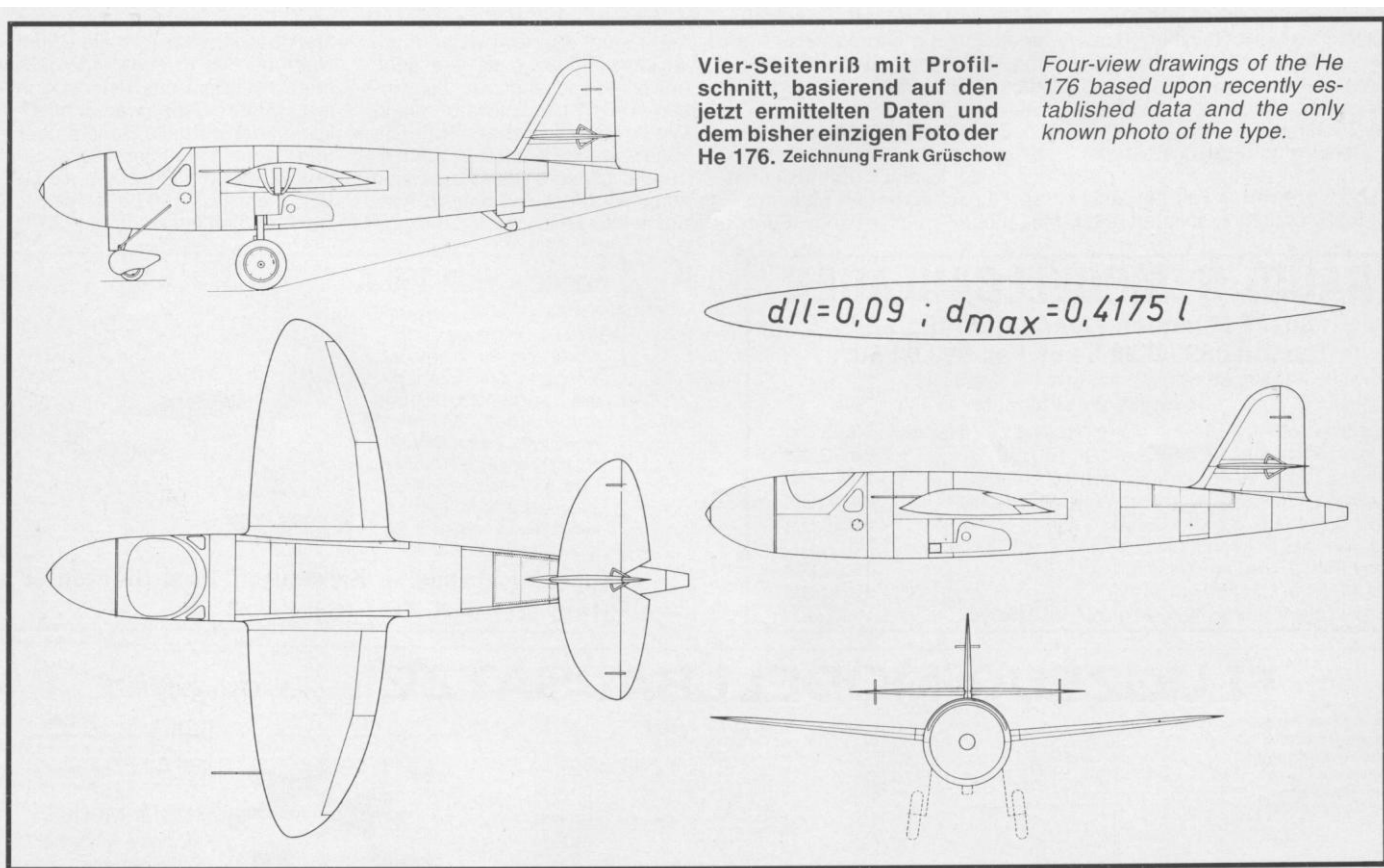 Vier-Seitenriß mit Profil-
schnitt, basierend auf den
jetzt ermittelten Daten und
dem bisher einzigen Foto der
He 176. Zeichnung Frank Grüschow
Four-view drawings of the He
176 based upon recently es-
tablished data and the only
known photo of the type.
d/l=0,09 ; dmax=0,4175 l